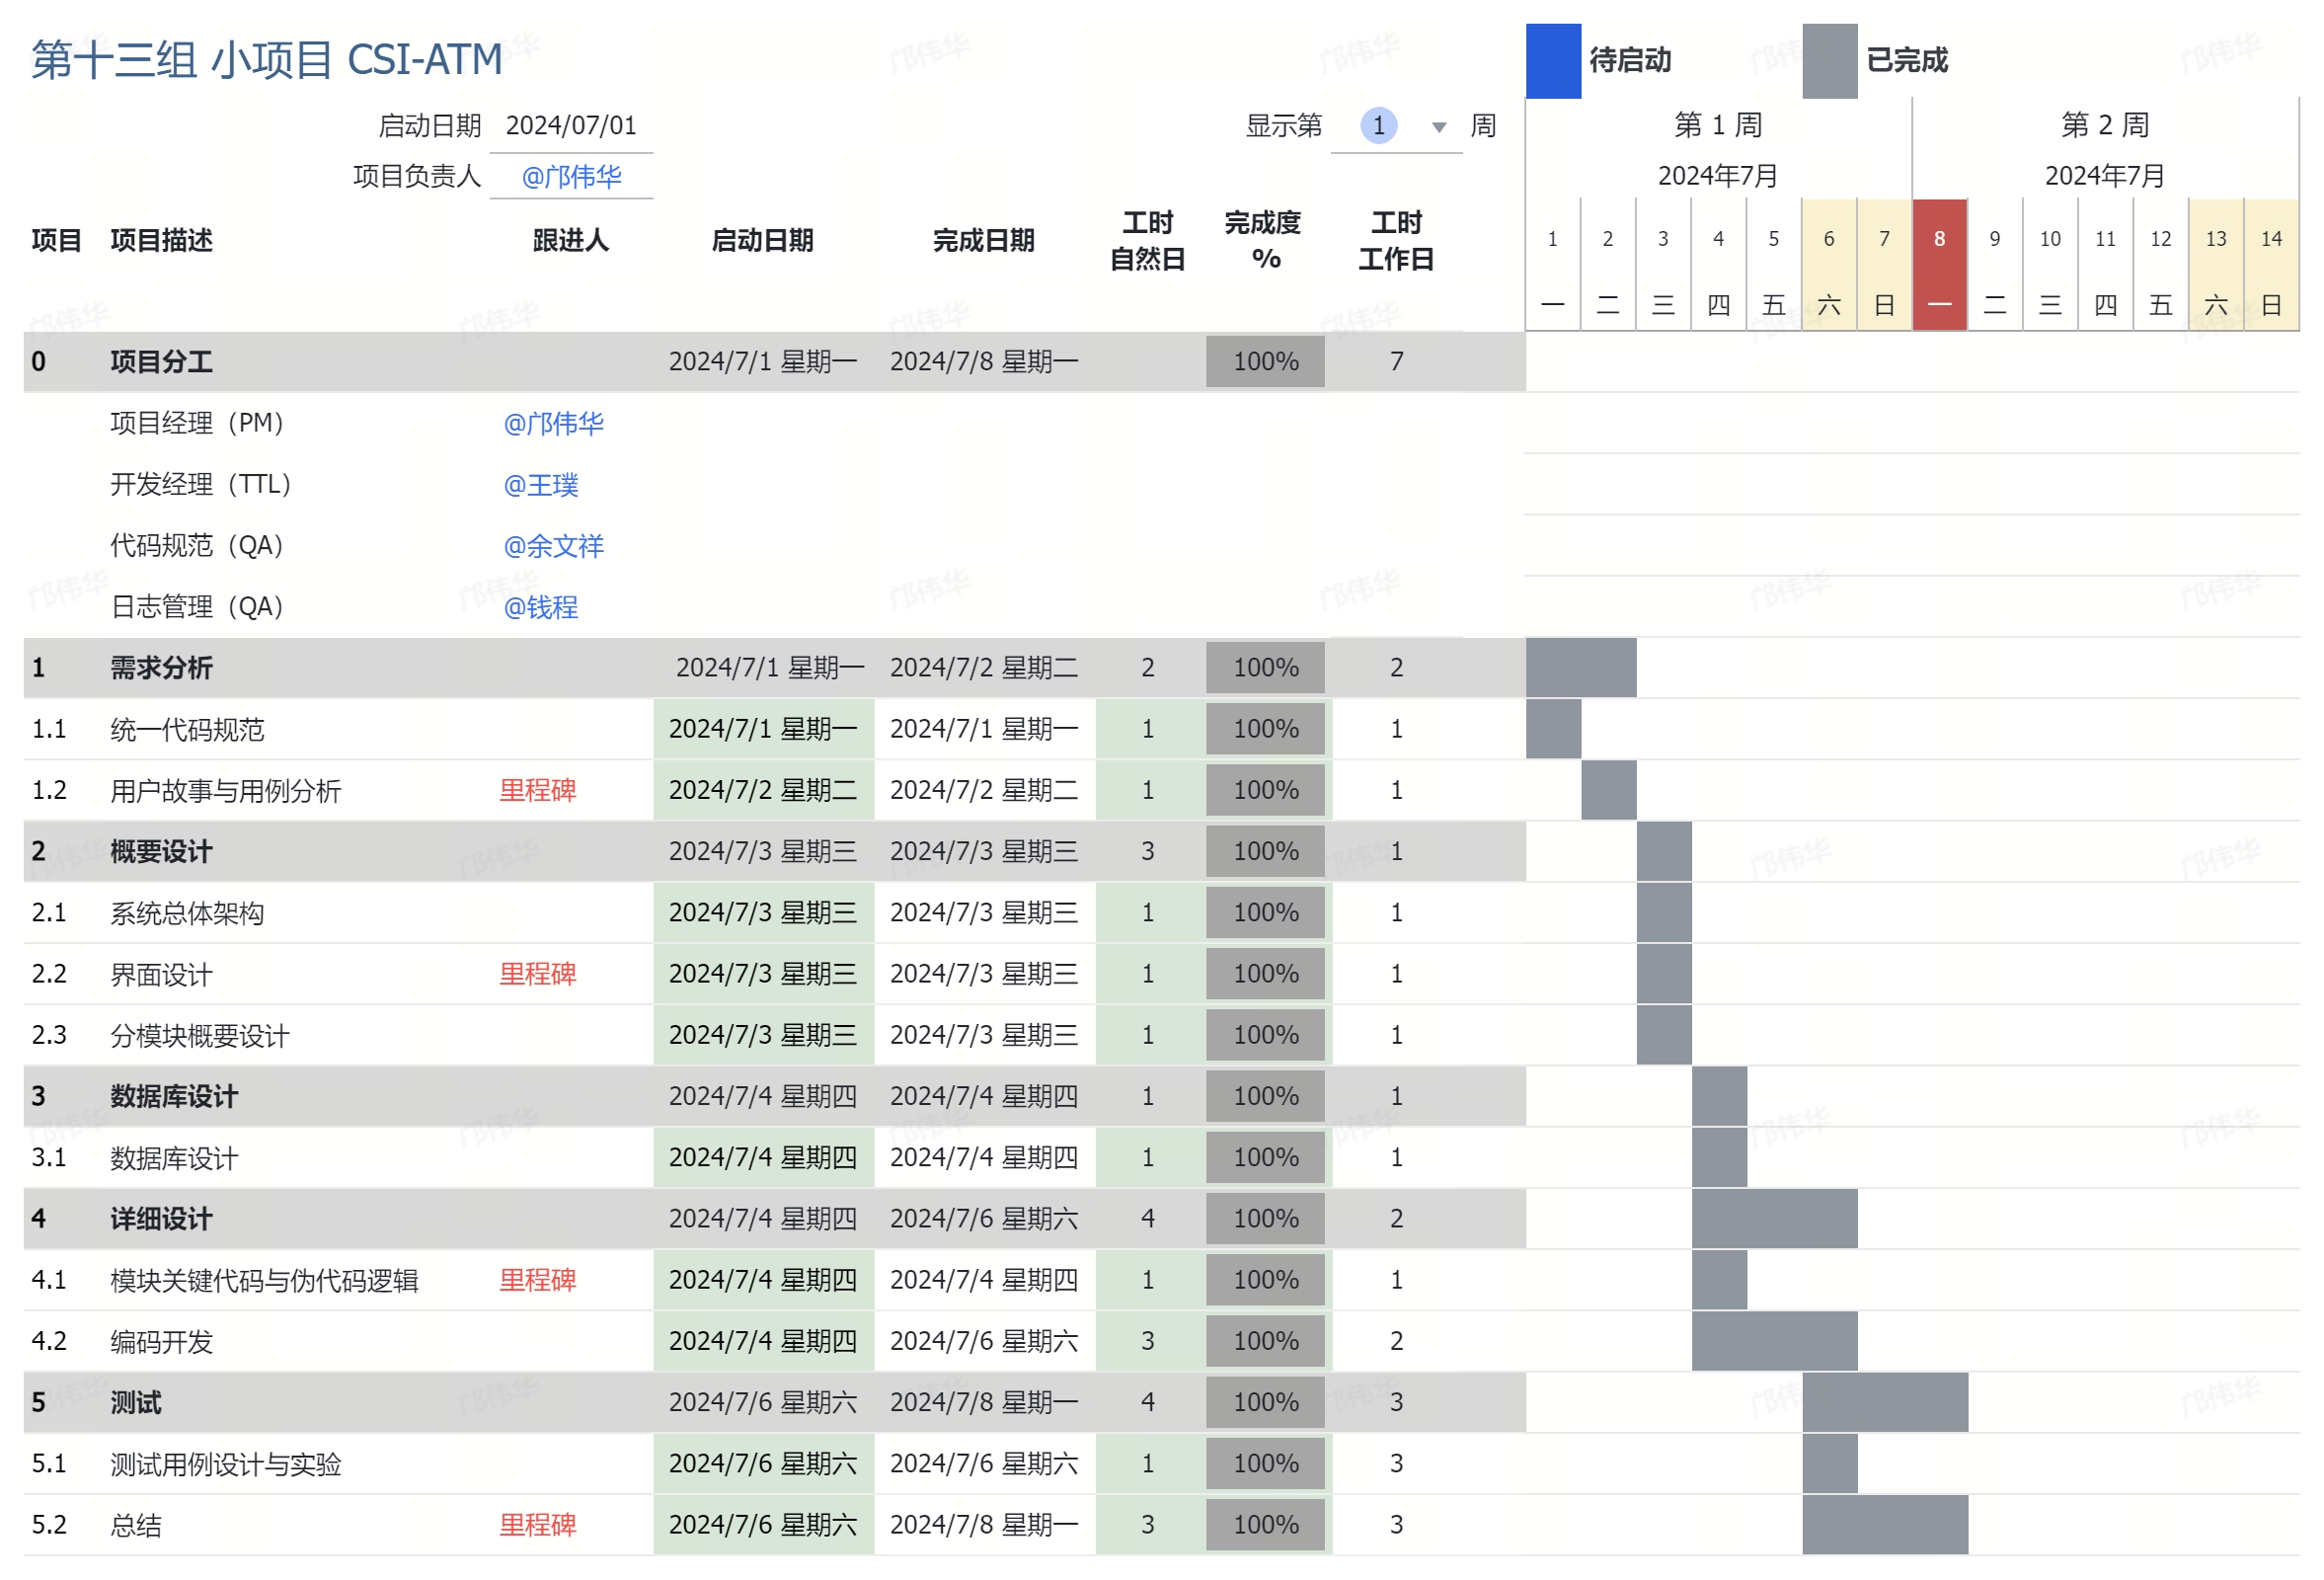 第十三组 小项目 CSI-ATM
待启动 已完成
启动日期 2024/07/01 显示第 1 周 第 1 周 第 2 周
项目负责人 @邝伟华 2024年7月 2024年7月
项目 项目描述 跟进人 启动日期 完成日期 工时 自然日 完成度 % 工时 工作日
1 2 3 4 5 6 7 8 9 10 11 12 13 14
一 二 三 四 五 六 日 一 二 三 四 五 六 日
0 项目分工 2024/7/1 星期一 2024/7/8 星期一 100% 7
项目经理（PM） @邝伟华
开发经理（TTL） @王璞
代码规范（QA） @余文祥
日志管理（QA） @钱程
1 需求分析 2024/7/1 星期一 2024/7/2 星期二 2 100% 2
1.1 统一代码规范 2024/7/1 星期一 2024/7/1 星期一 1 100% 1
1.2 用户故事与用例分析 里程碑 2024/7/2 星期二 2024/7/2 星期二 1 100% 1
2 概要设计 2024/7/3 星期三 2024/7/3 星期三 3 100% 1
2.1 系统总体架构 2024/7/3 星期三 2024/7/3 星期三 1 100% 1
2.2 界面设计 里程碑 2024/7/3 星期三 2024/7/3 星期三 1 100% 1
2.3 分模块概要设计 2024/7/3 星期三 2024/7/3 星期三 1 100% 1
3 数据库设计 2024/7/4 星期四 2024/7/4 星期四 1 100% 1
3.1 数据库设计 2024/7/4 星期四 2024/7/4 星期四 1 100% 1
4 详细设计 2024/7/4 星期四 2024/7/6 星期六 4 100% 2
4.1 模块关键代码与伪代码逻辑 里程碑 2024/7/4 星期四 2024/7/4 星期四 1 100% 1
4.2 编码开发 2024/7/4 星期四 2024/7/6 星期六 3 100% 2
5 测试 2024/7/6 星期六 2024/7/8 星期一 4 100% 3
5.1 测试用例设计与实验 2024/7/6 星期六 2024/7/6 星期六 1 100% 3
5.2 总结 里程碑 2024/7/6 星期六 2024/7/8 星期一 3 100% 3